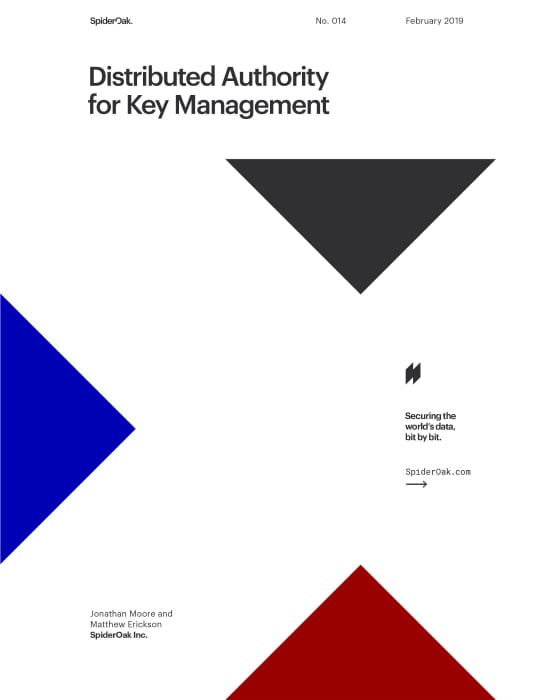 SpiderOak.
No. 014
February 2019
Distributed Authority
for Key Management
Securing the
world's data,
bit by bit.
SpiderOak.com
Jonathan Moore and
Matthew Erickson
SpiderOak Inc.